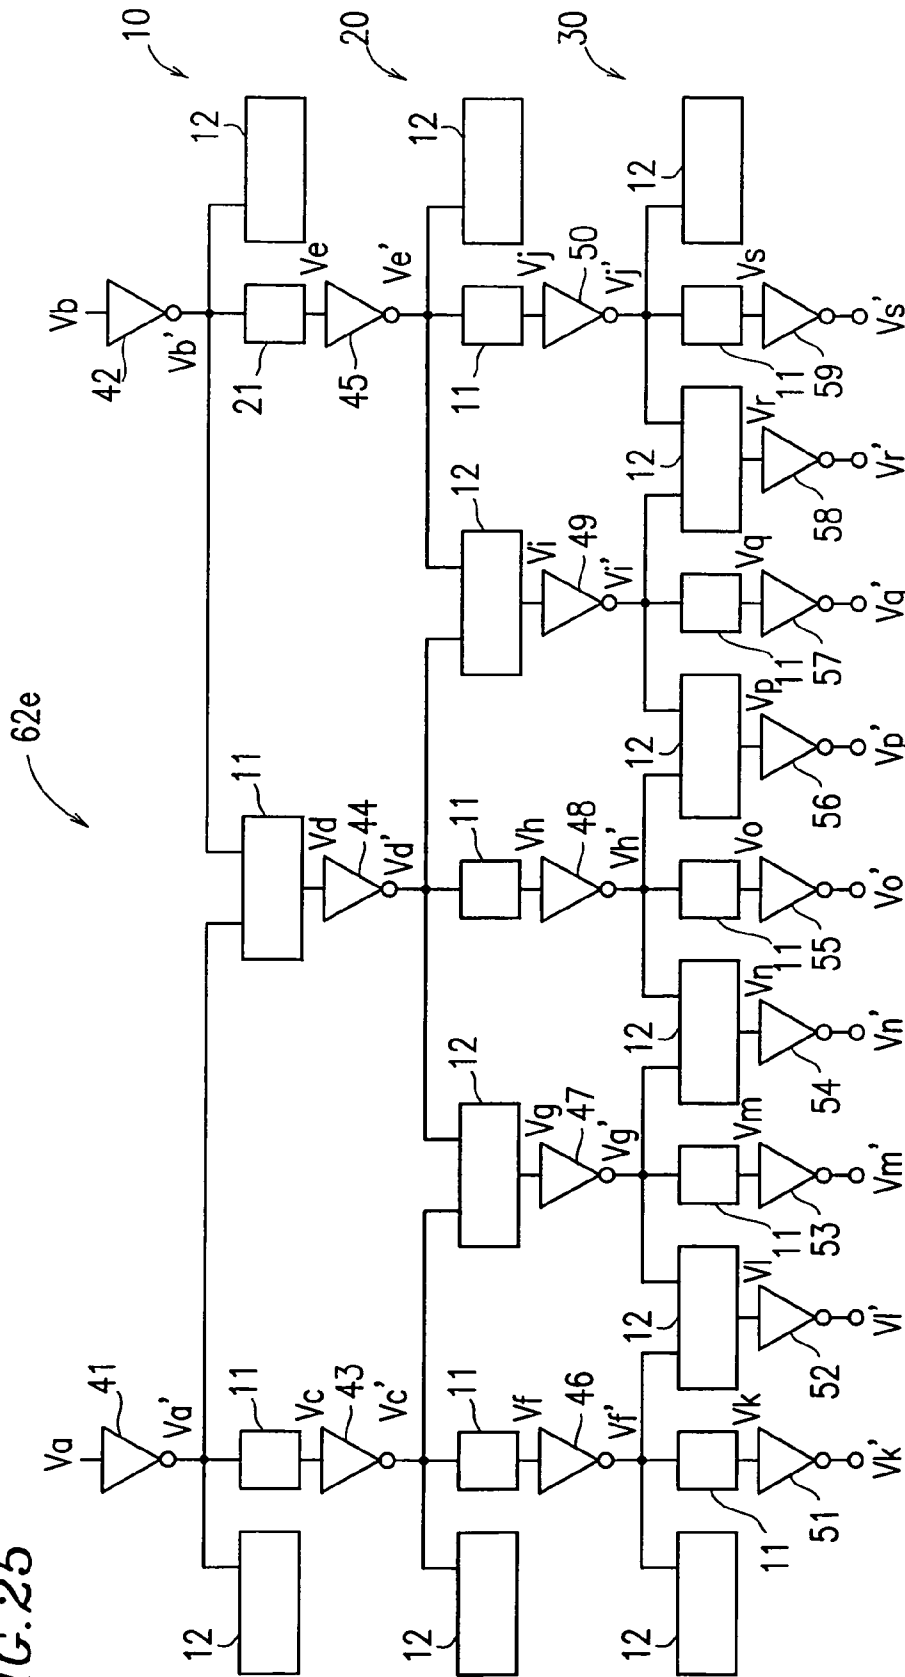 62e
10
20
30
Va
Vb
41
42
Va'
Vb'
12
11
11
21
12
Vc
Vd
Ve
43
44
45
Vc'
Vd'
Ve'
12
11
12
11
12
11
12
Vf
Vg
Vh
Vi
Vj
46
47
48
49
50
Vf'
Vg'
Vh'
Vi'
Vj'
12
11
12
11
12
11
12
11
12
11
12
Vk
Vl
Vm
Vn
Vo
Vp
Vq
Vr
Vs
51
52
53
54
55
56
57
58
59
Vk'
Vl'
Vm'
Vn'
Vo'
Vp'
Vq'
Vr'
Vs'
G.25